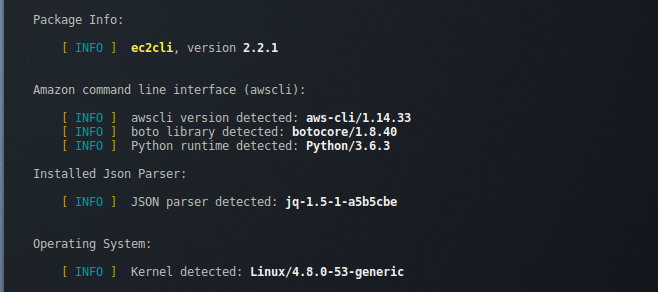 Package Info:
[ INFO ] ec2cli, version 2.2.1
Amazon command line interface (awscli):
[ INFO ] awscli version detected: aws-cli/1.14.33
[ INFO ] boto library detected: botocore/1.8.40
[ INFO ] Python runtime detected: Python/3.6.3
Installed Json Parser:
[ INFO ] JSON parser detected: jq-1.5-1-a5b5cbe
Operating System:
[ INFO ] Kernel detected: Linux/4.8.0-53-generic